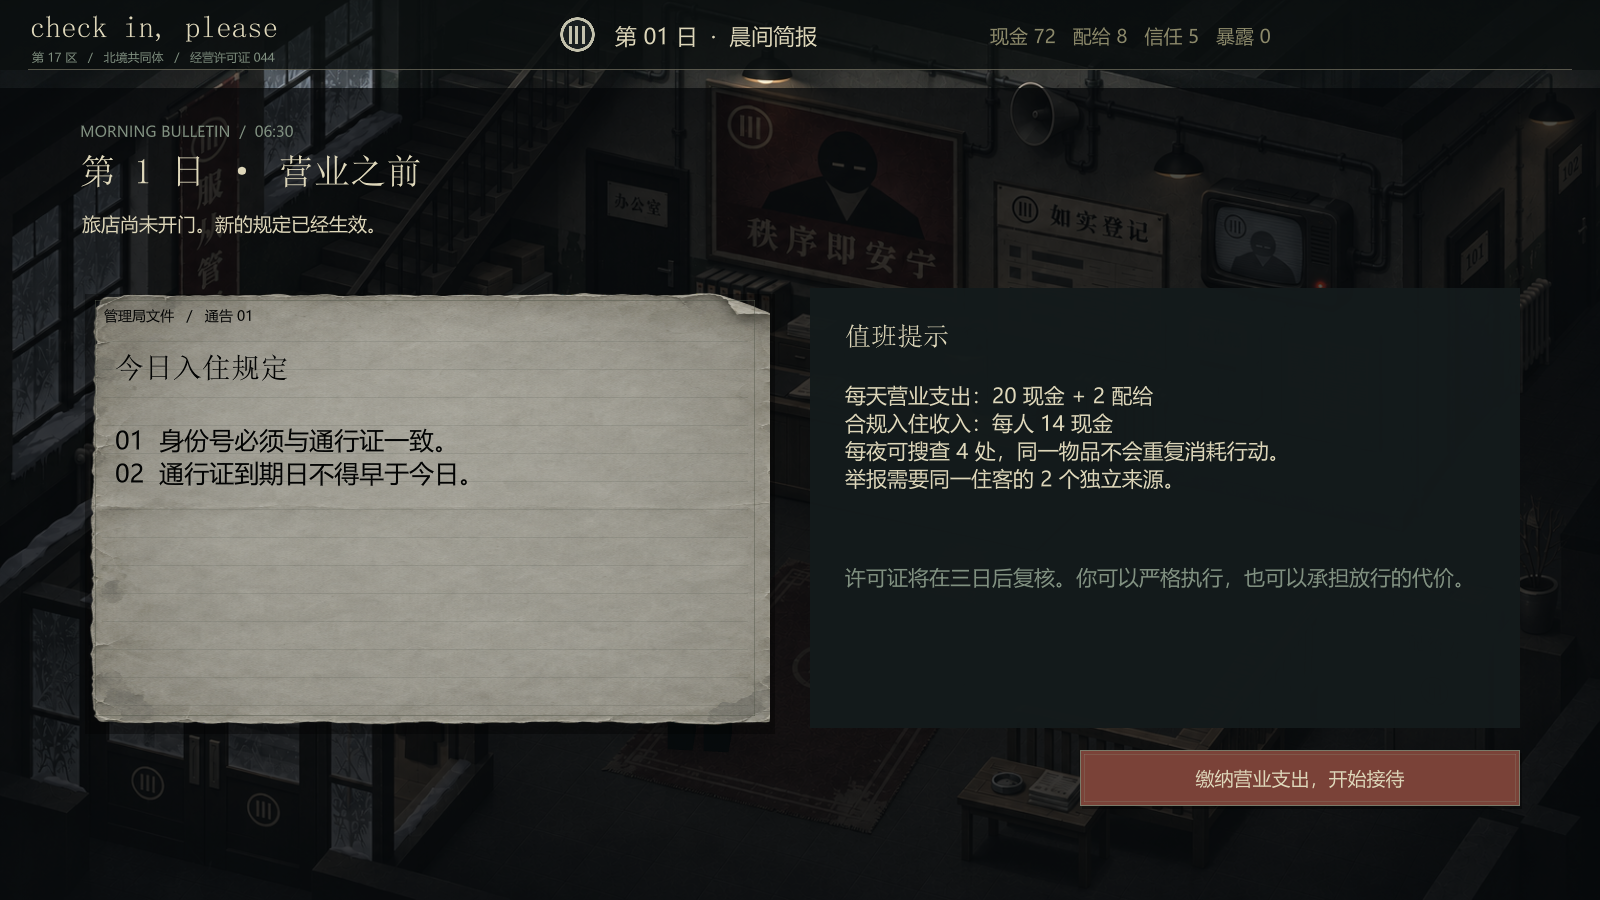 check in, please
第 17 区 / 北境共同体 / 经营许可证 044
第 01 日 · 晨间简报
现金 72 配给 8 信任 5 暴露 0
MORNING BULLETIN / 06:30
第 1 日 • 营业之前
旅店尚未开门。新的规定已经生效。
服从管
办公室
秩序即安宁
如实登记
101
102
管理局文件 / 通告 01
今日入住规定
01 身份号必须与通行证一致。
02 通行证到期日不得早于今日。
值班提示
每天营业支出：20 现金 + 2 配给
合规入住收入：每人 14 现金
每夜可搜查 4 处，同一物品不会重复消耗行动。
举报需要同一住客的 2 个独立来源。
许可证将在三日后复核。你可以严格执行，也可以承担放行的代价。
缴纳营业支出，开始接待